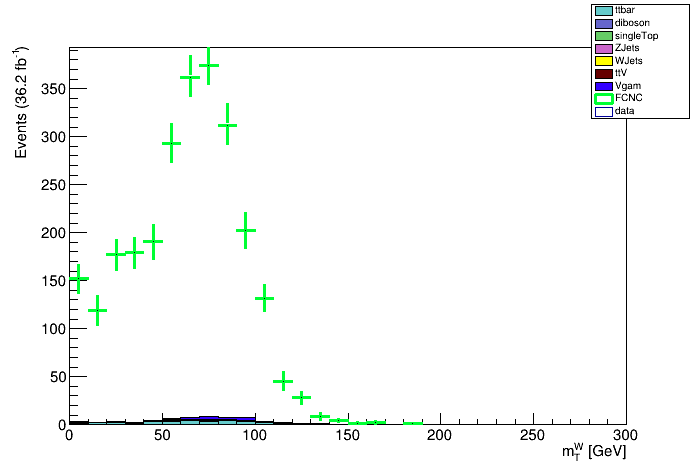 ttbar
diboson
singleTop
ZJets
WJets
ttV
Vgam
FCNC
data
Events (36.2 fb⁻¹)
350
300
250
200
150
100
50
0
0 50 100 150 200 250 300
m_T^W [GeV]